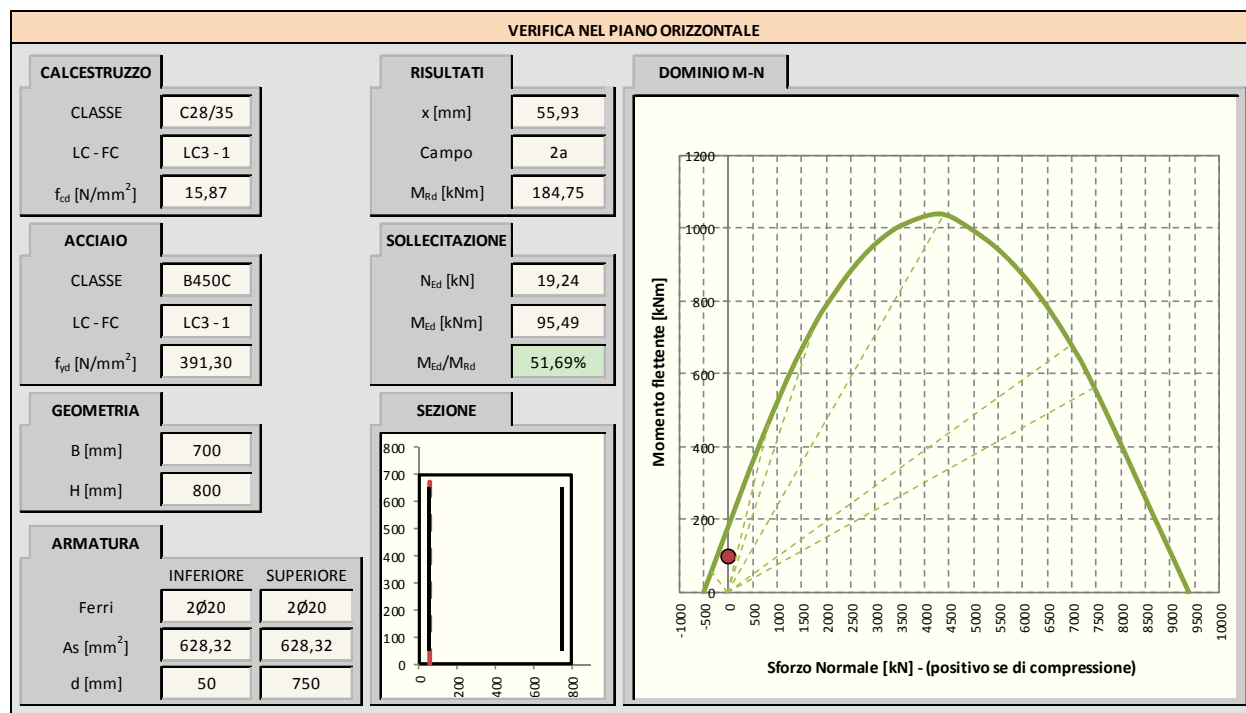 VERIFICA NEL PIANO ORIZZONTALE
CALCESTRUZZO
CLASSE C28/35
LC - FC LC3 - 1
fcd [N/mm2] 15,87
ACCIAIO
CLASSE B450C
LC - FC LC3 - 1
fyd [N/mm2] 391,30
GEOMETRIA
B [mm] 700
H [mm] 800
ARMATURA
INFERIORE SUPERIORE
Ferri 2Ø20 2Ø20
As [mm2] 628,32 628,32
d [mm] 50 750
RISULTATI
x [mm] 55,93
Campo 2a
MRd [kNm] 184,75
SOLLECITAZIONE
NEd [kN] 19,24
MEd [kNm] 95,49
MEd/MRd 51,69%
SEZIONE
800
700
600
500
400
300
200
100
0
0 200 400 600 800
DOMINIO M-N
1200
1000
800
600
400
200
0
Momento flettente [kNm]
-1000 -500 0 500 1000 1500 2000 2500 3000 3500 4000 4500 5000 5500 6000 6500 7000 7500 8000 8500 9000 9500 10000
Sforzo Normale [kN] - (positivo se di compressione)